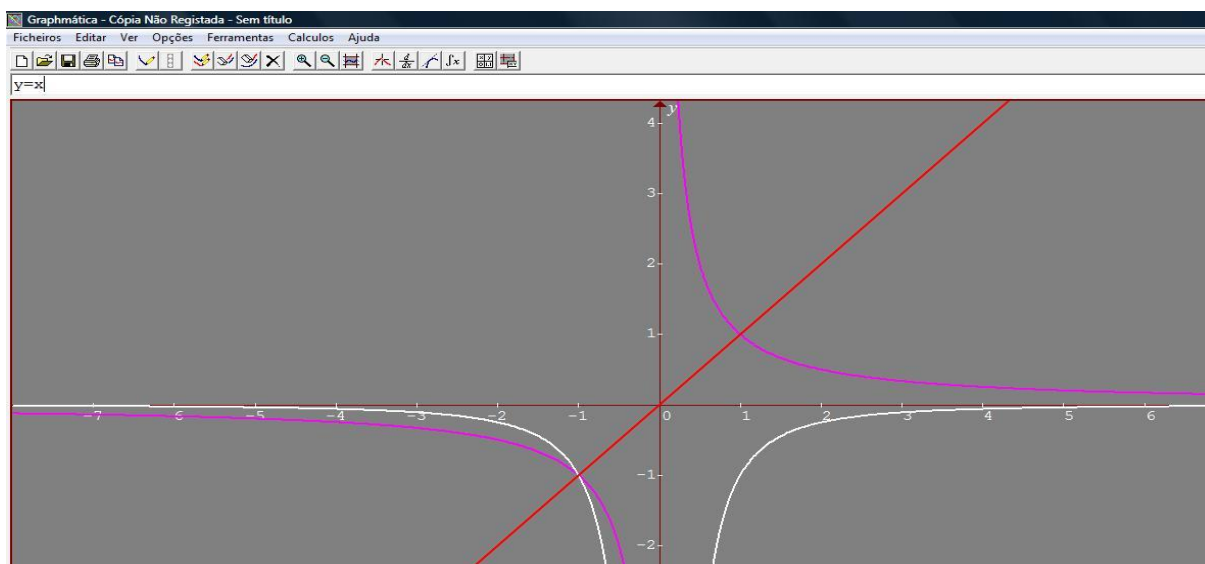 Graphmática - Cópia Não Registada - Sem título
Ficheiros Editar Ver Opções Ferramentas Calculos Ajuda
y=x
y
4
3
2
1
-7 -6 -5 -4 -3 -2 -1 0 1 2 3 4 5 6
-1
-2